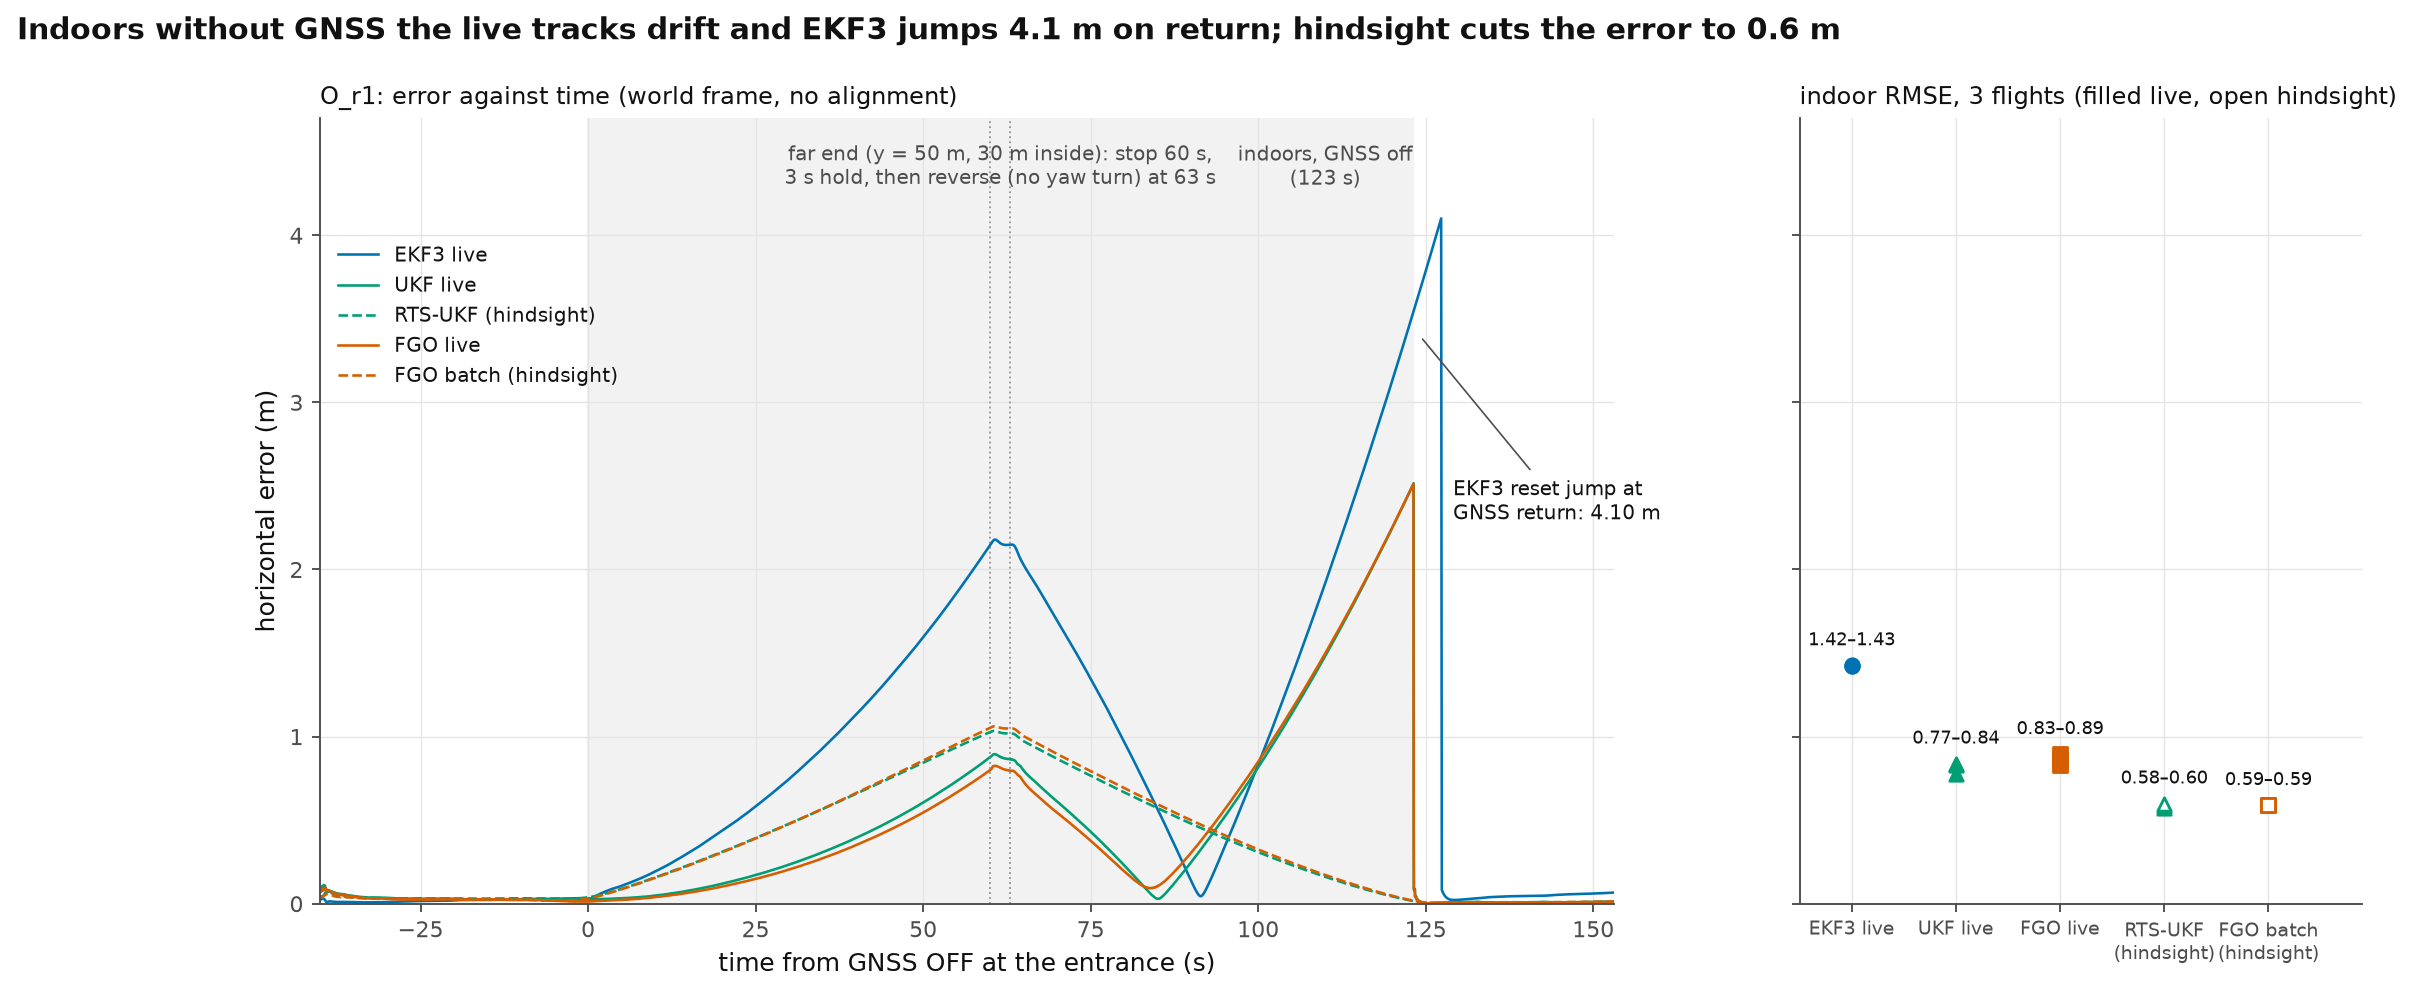 Indoors without GNSS the live tracks drift and EKF3 jumps 4.1 m on return; hindsight cuts the error to 0.6 m
O_r1: error against time (world frame, no alignment)
far end (y = 50 m, 30 m inside): stop 60 s,
3 s hold, then reverse (no yaw turn) at 63 s
indoors, GNSS off
(123 s)
EKF3 live
UKF live
RTS-UKF (hindsight)
FGO live
FGO batch (hindsight)
EKF3 reset jump at
GNSS return: 4.10 m
horizontal error (m)
4
3
2
1
0
−25
0
25
50
75
100
125
150
time from GNSS OFF at the entrance (s)
indoor RMSE, 3 flights (filled live, open hindsight)
1.42–1.43
0.77–0.84
0.83–0.89
0.58–0.60
0.59–0.59
EKF3 live
UKF live
FGO live
RTS-UKF
(hindsight)
FGO batch
(hindsight)